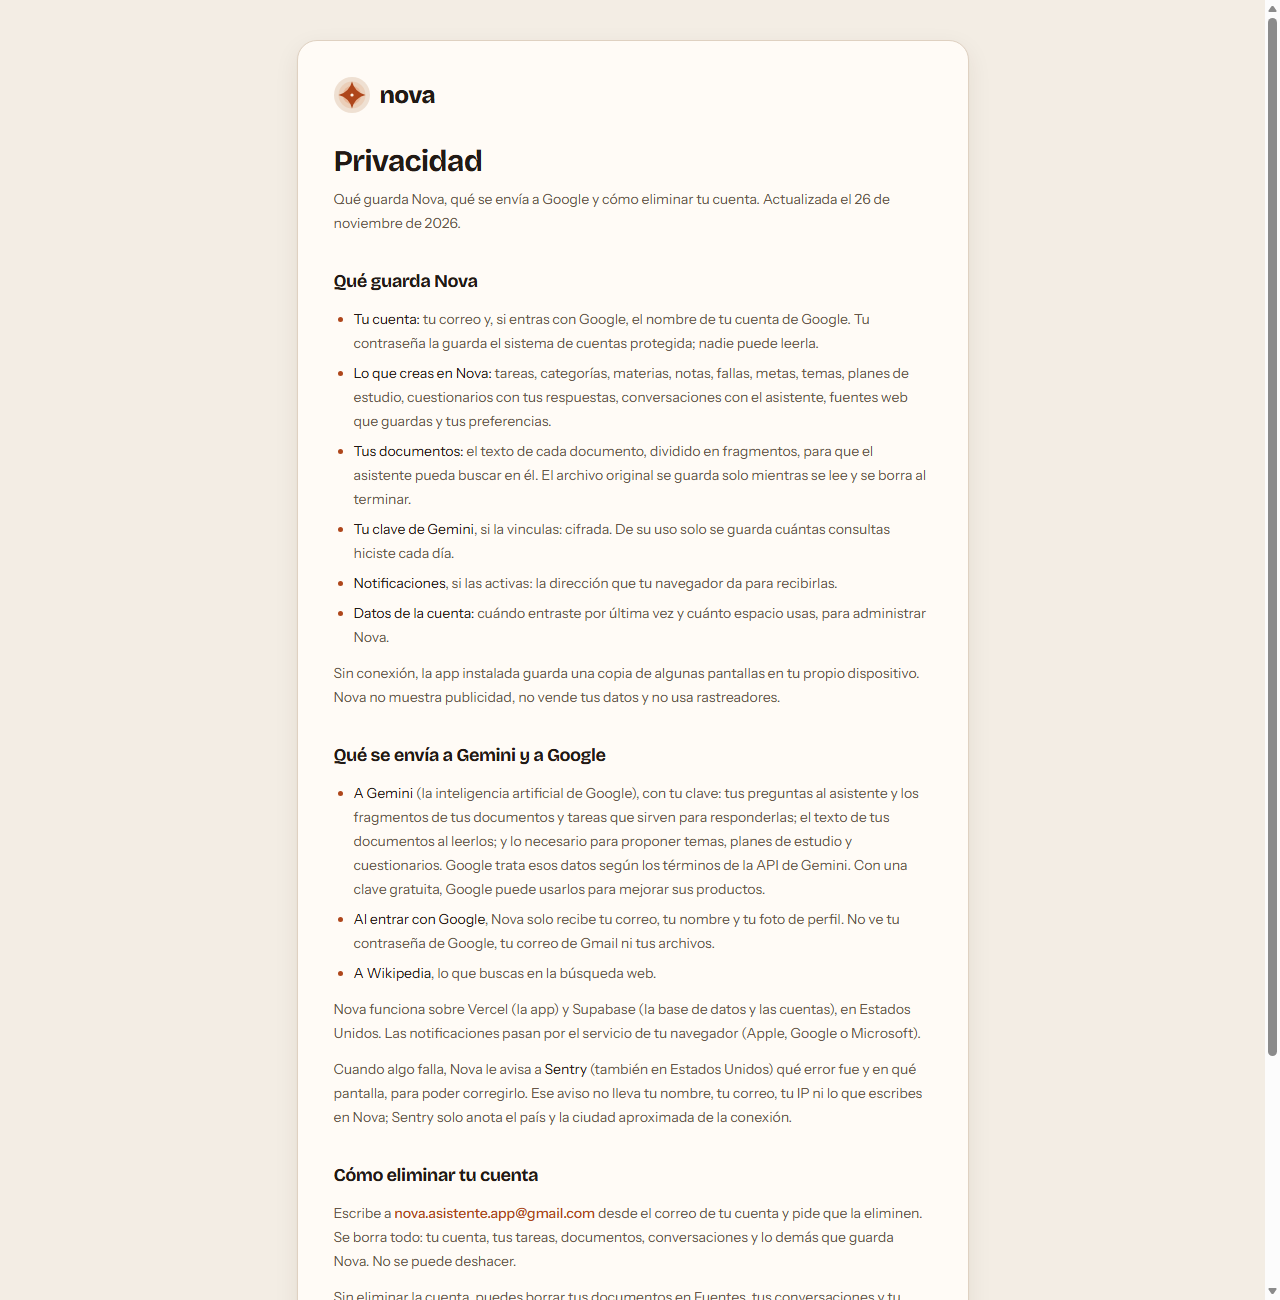 nova
Privacidad
Qué guarda Nova, qué se envía a Google y cómo eliminar tu cuenta. Actualizada el 26 de
noviembre de 2026.
Qué guarda Nova
Tu cuenta: tu correo y, si entras con Google, el nombre de tu cuenta de Google. Tu
contraseña la guarda el sistema de cuentas protegida; nadie puede leerla.
Lo que creas en Nova: tareas, categorías, materias, notas, fallas, metas, temas, planes de
estudio, cuestionarios con tus respuestas, conversaciones con el asistente, fuentes web
que guardas y tus preferencias.
Tus documentos: el texto de cada documento, dividido en fragmentos, para que el
asistente pueda buscar en él. El archivo original se guarda solo mientras se lee y se borra al
terminar.
Tu clave de Gemini, si la vinculas: cifrada. De su uso solo se guarda cuántas consultas
hiciste cada día.
Notificaciones, si las activas: la dirección que tu navegador da para recibirlas.
Datos de la cuenta: cuándo entraste por última vez y cuánto espacio usas, para administrar
Nova.
Sin conexión, la app instalada guarda una copia de algunas pantallas en tu propio dispositivo.
Nova no muestra publicidad, no vende tus datos y no usa rastreadores.
Qué se envía a Gemini y a Google
A Gemini (la inteligencia artificial de Google), con tu clave: tus preguntas al asistente y los
fragmentos de tus documentos y tareas que sirven para responderlas; el texto de tus
documentos al leerlos; y lo necesario para proponer temas, planes de estudio y
cuestionarios. Google trata esos datos según los términos de la API de Gemini. Con una
clave gratuita, Google puede usarlos para mejorar sus productos.
Al entrar con Google, Nova solo recibe tu correo, tu nombre y tu foto de perfil. No ve tu
contraseña de Google, tu correo de Gmail ni tus archivos.
A Wikipedia, lo que buscas en la búsqueda web.
Nova funciona sobre Vercel (la app) y Supabase (la base de datos y las cuentas), en Estados
Unidos. Las notificaciones pasan por el servicio de tu navegador (Apple, Google o Microsoft).
Cuando algo falla, Nova le avisa a Sentry (también en Estados Unidos) qué error fue y en qué
pantalla, para poder corregirlo. Ese aviso no lleva tu nombre, tu correo, tu IP ni lo que escribes
en Nova; Sentry solo anota el país y la ciudad aproximada de la conexión.
Cómo eliminar tu cuenta
Escribe a nova.asistente.app@gmail.com desde el correo de tu cuenta y pide que la eliminen.
Se borra todo: tu cuenta, tus tareas, documentos, conversaciones y lo demás que guarda
Nova. No se puede deshacer.
Sin eliminar la cuenta, puedes borrar tus documentos en Fuentes, tus conversaciones y tu